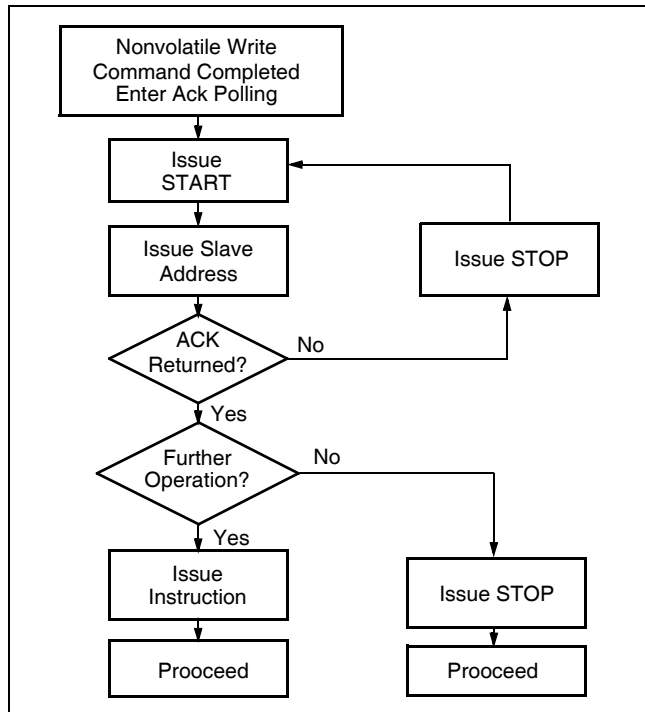 Nonvolatile Write
Command Completed
Enter Ack Polling
Issue
START
Issue Slave
Address
Issue STOP
ACK
Returned?
No
Yes
Further
Operation?
No
Yes
Issue
Instruction
Issue STOP
Prooceed
Prooceed